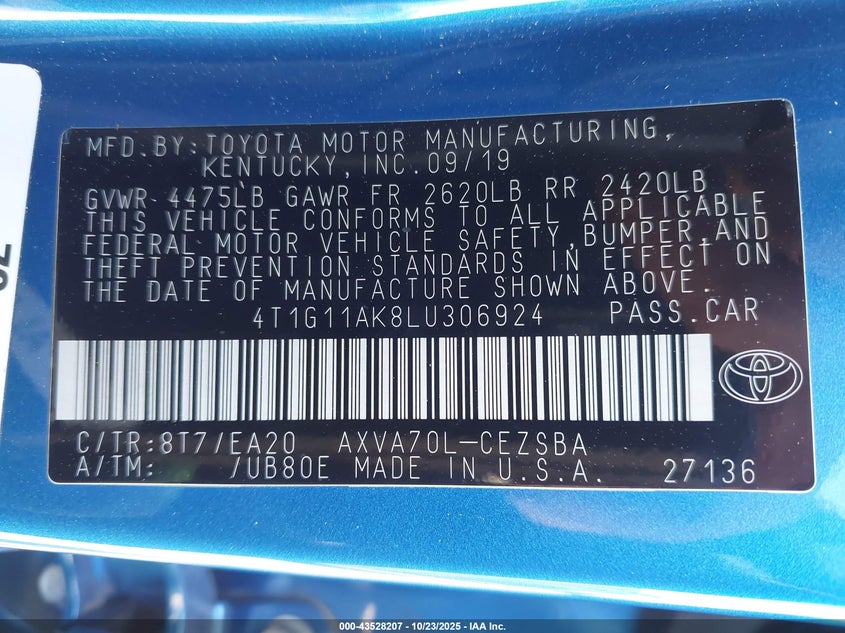 MFD.BY:TOYOTA MOTOR MANUFACTURING,
KENTUCKY,INC.09/19
GVWR 4475LB GAWR FR 2620LB RR 2420LB
THIS VEHICLE CONFORMS TO ALL APPLICABLE
FEDERAL MOTOR VEHICLE SAFETY,BUMPER,AND
THEFT PREVENTION STANDARDS IN EFFECT ON
THE DATE OF MANUFACTURE SHOWN ABOVE.
4T1G11AK8LU306924 PASS.CAR
C/TR:8T7/EA20 AXVA70L-CEZSBA
A/TM: /UB80E MADE IN U.S.A. 27136
000-43528207 - 10/23/2025 - IAA Inc.